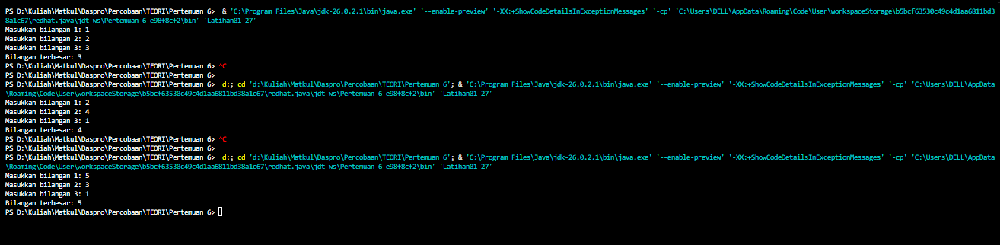 PS D:\Kuliah\Matkul\Daspro\Percobaan\TEORI\Pertemuan 6>  & 'C:\Program Files\Java\jdk-26.0.2.1\bin\java.exe' '--enable-preview' '-XX:+ShowCodeDetailsInExceptionMessages' '-cp' 'C:\Users\DELL\AppData\Roaming\Code\User\workspaceStorage\b5bcf63530c49c4d1aa6811bd3
8a1c67\redhat.java\jdt_ws\Pertemuan 6_e98f8cf2\bin' 'Latihan01_27'
Masukkan bilangan 1: 1
Masukkan bilangan 2: 2
Masukkan bilangan 3: 3
Bilangan terbesar: 3
PS D:\Kuliah\Matkul\Daspro\Percobaan\TEORI\Pertemuan 6> ^C
PS D:\Kuliah\Matkul\Daspro\Percobaan\TEORI\Pertemuan 6>
PS D:\Kuliah\Matkul\Daspro\Percobaan\TEORI\Pertemuan 6>  d:; cd 'd:\Kuliah\Matkul\Daspro\Percobaan\TEORI\Pertemuan 6'; & 'C:\Program Files\Java\jdk-26.0.2.1\bin\java.exe' '--enable-preview' '-XX:+ShowCodeDetailsInExceptionMessages' '-cp' 'C:\Users\DELL\AppData
\Roaming\Code\User\workspaceStorage\b5bcf63530c49c4d1aa6811bd38a1c67\redhat.java\jdt_ws\Pertemuan 6_e98f8cf2\bin' 'Latihan01_27'
Masukkan bilangan 1: 2
Masukkan bilangan 2: 4
Masukkan bilangan 3: 1
Bilangan terbesar: 4
PS D:\Kuliah\Matkul\Daspro\Percobaan\TEORI\Pertemuan 6> ^C
PS D:\Kuliah\Matkul\Daspro\Percobaan\TEORI\Pertemuan 6>
PS D:\Kuliah\Matkul\Daspro\Percobaan\TEORI\Pertemuan 6>  d:; cd 'd:\Kuliah\Matkul\Daspro\Percobaan\TEORI\Pertemuan 6'; & 'C:\Program Files\Java\jdk-26.0.2.1\bin\java.exe' '--enable-preview' '-XX:+ShowCodeDetailsInExceptionMessages' '-cp' 'C:\Users\DELL\AppData
\Roaming\Code\User\workspaceStorage\b5bcf63530c49c4d1aa6811bd38a1c67\redhat.java\jdt_ws\Pertemuan 6_e98f8cf2\bin' 'Latihan01_27'
Masukkan bilangan 1: 5
Masukkan bilangan 2: 3
Masukkan bilangan 3: 1
Bilangan terbesar: 5
PS D:\Kuliah\Matkul\Daspro\Percobaan\TEORI\Pertemuan 6>